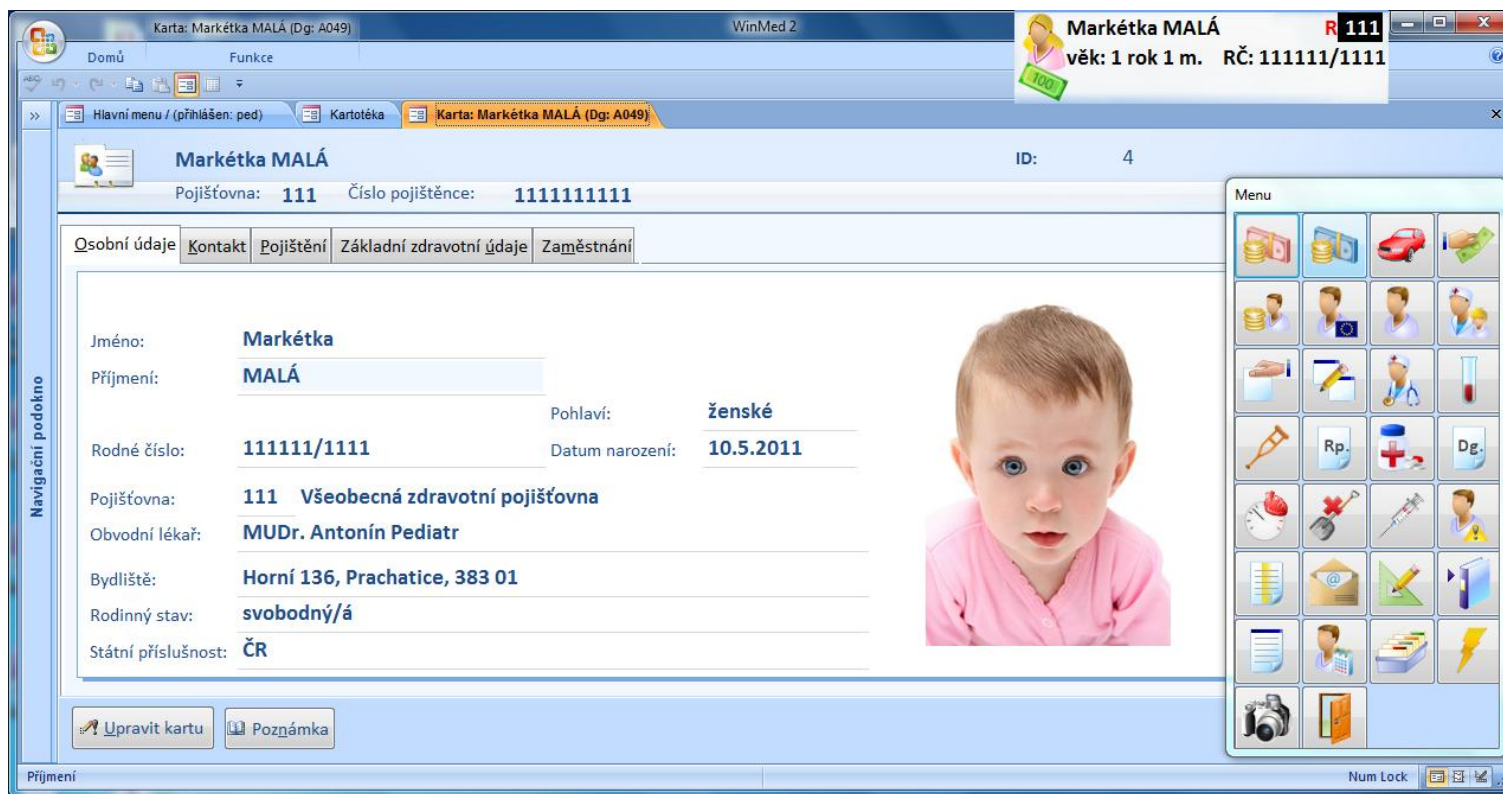 Karta: Markétka MALÁ (Dg: A049)
WinMed 2
Markétka MALÁ R 111
věk: 1 rok 1 m. RČ: 111111/1111
100
Domů Funkce
ABC
Hlavní menu / (přihlášen: ped) Kartotéka Karta: Markétka MALÁ (Dg: A049)
Markétka MALÁ ID: 4
Pojišťovna: 111 Číslo pojištěnce: 1111111111
Menu
Osobní údaje Kontakt Pojištění Základní zdravotní údaje Zaměstnání
Jméno: Markétka
Příjmení: MALÁ
Pohlaví: ženské
Rodné číslo: 111111/1111 Datum narození: 10.5.2011
Pojišťovna: 111 Všeobecná zdravotní pojišťovna
Obvodní lékař: MUDr. Antonín Pediatr
Bydliště: Horní 136, Prachatice, 383 01
Rodinný stav: svobodný/á
Státní příslušnost: ČR
Rp. Dg.
@
Navigační podokno
Upravit kartu Poznámka
Příjmení Num Lock